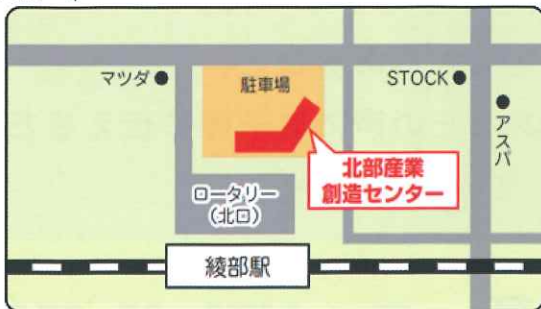 マツダ
駐車場
STOCK
アスパ
北部産業
創造センター
ロータリー
(北口)
綾部駅